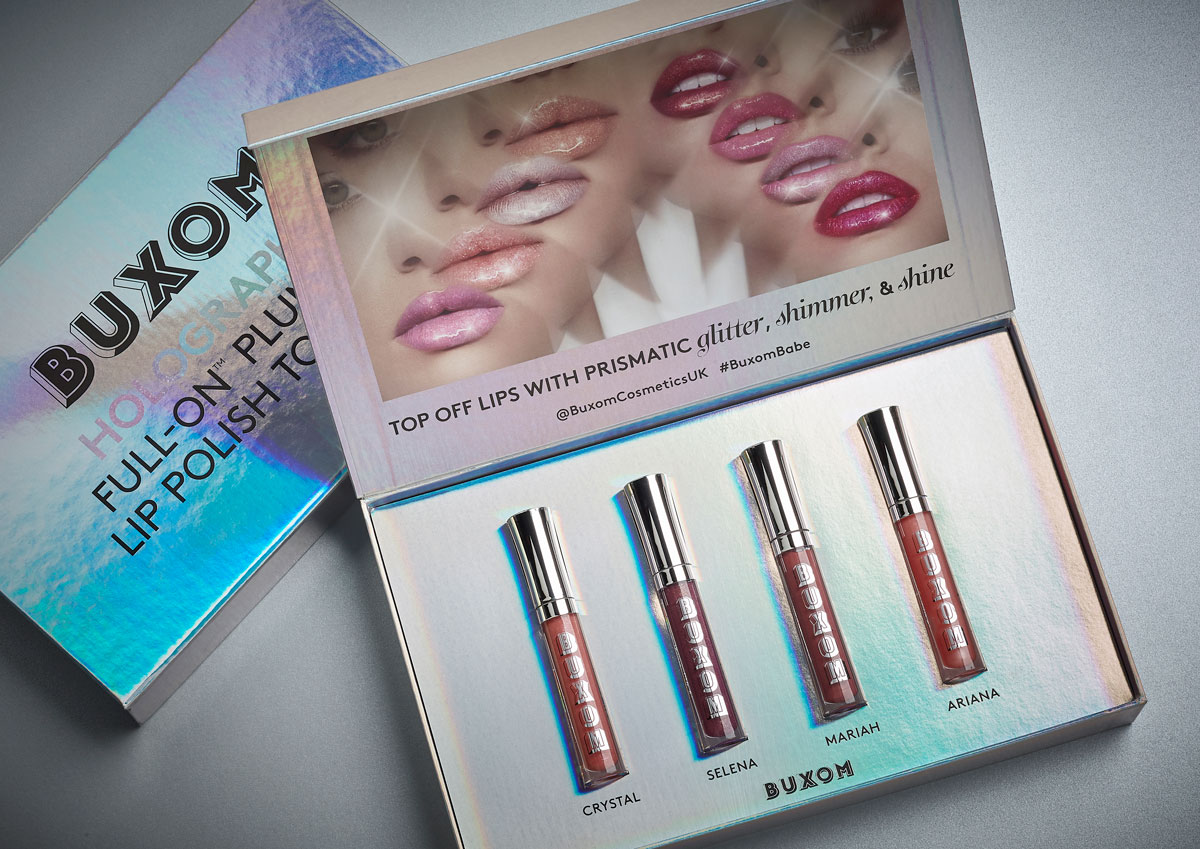 BUXOM
HOLOGRAPH
FULL-ON™ PLU
LIP POLISH TO
TOP OFF LIPS WITH PRISMATIC glitter, shimmer, & shine
@BuxomCosmeticsUK #BuxomBabe
BUXOM
BUXOM
BUXOM
BUXOM
CRYSTAL
SELENA
MARIAH
ARIANA
BUXOM